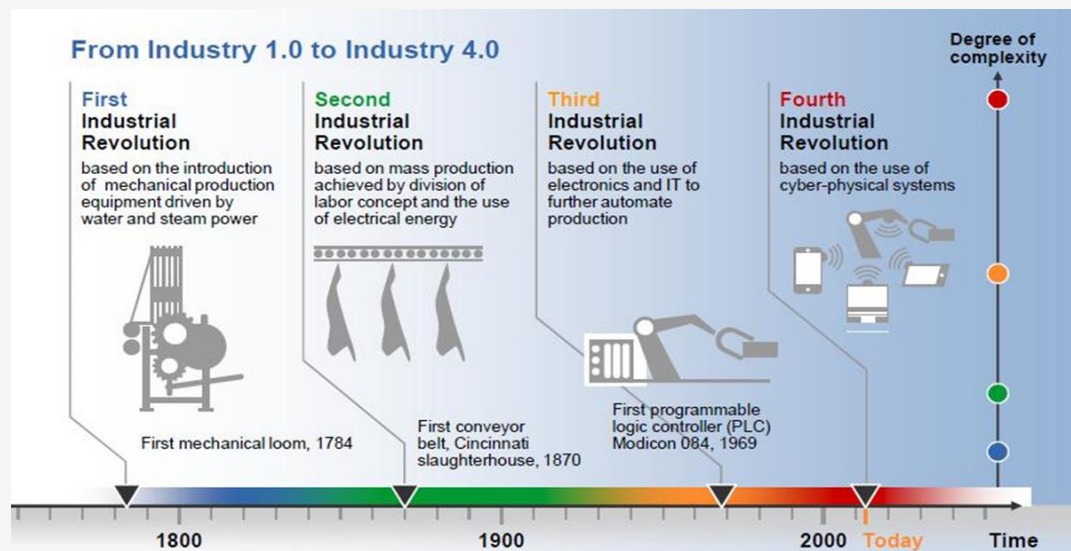 From Industry 1.0 to Industry 4.0
Degree of
complexity
First
Industrial
Revolution
based on the introduction
of mechanical production
equipment driven by
water and steam power
First mechanical loom, 1784
Second
Industrial
Revolution
based on mass production
achieved by division of
labor concept and the use
of electrical energy
First conveyor
belt, Cincinnati
slaughterhouse, 1870
Third
Industrial
Revolution
based on the use of
electronics and IT to
further automate
production
First programmable
logic controller (PLC)
Modicon 084, 1969
Fourth
Industrial
Revolution
based on the use of
cyber-physical systems
1800
1900
2000
Today
Time